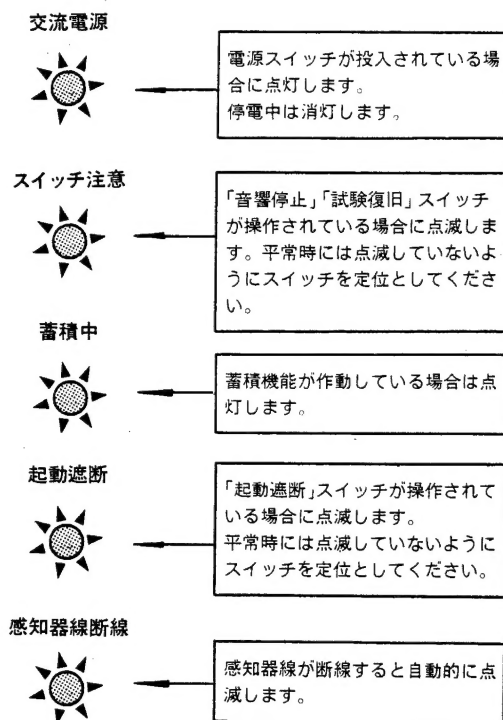 交流電源
電源スイッチが投入されている場
合に点灯します。
停電中は消灯します。
スイッチ注意
「音響停止」「試験復旧」スイッチ
が操作されている場合に点滅しま
す。平常時には点滅していないよ
うにスイッチを定位としてくださ
い。
蓄積中
蓄積機能が作動している場合は点
灯します。
起動遮断
「起動遮断」スイッチが操作されて
いる場合に点滅します。
平常時には点滅していないように
スイッチを定位としてください。
感知器線断線
感知器線が断線すると自動的に点
滅します。